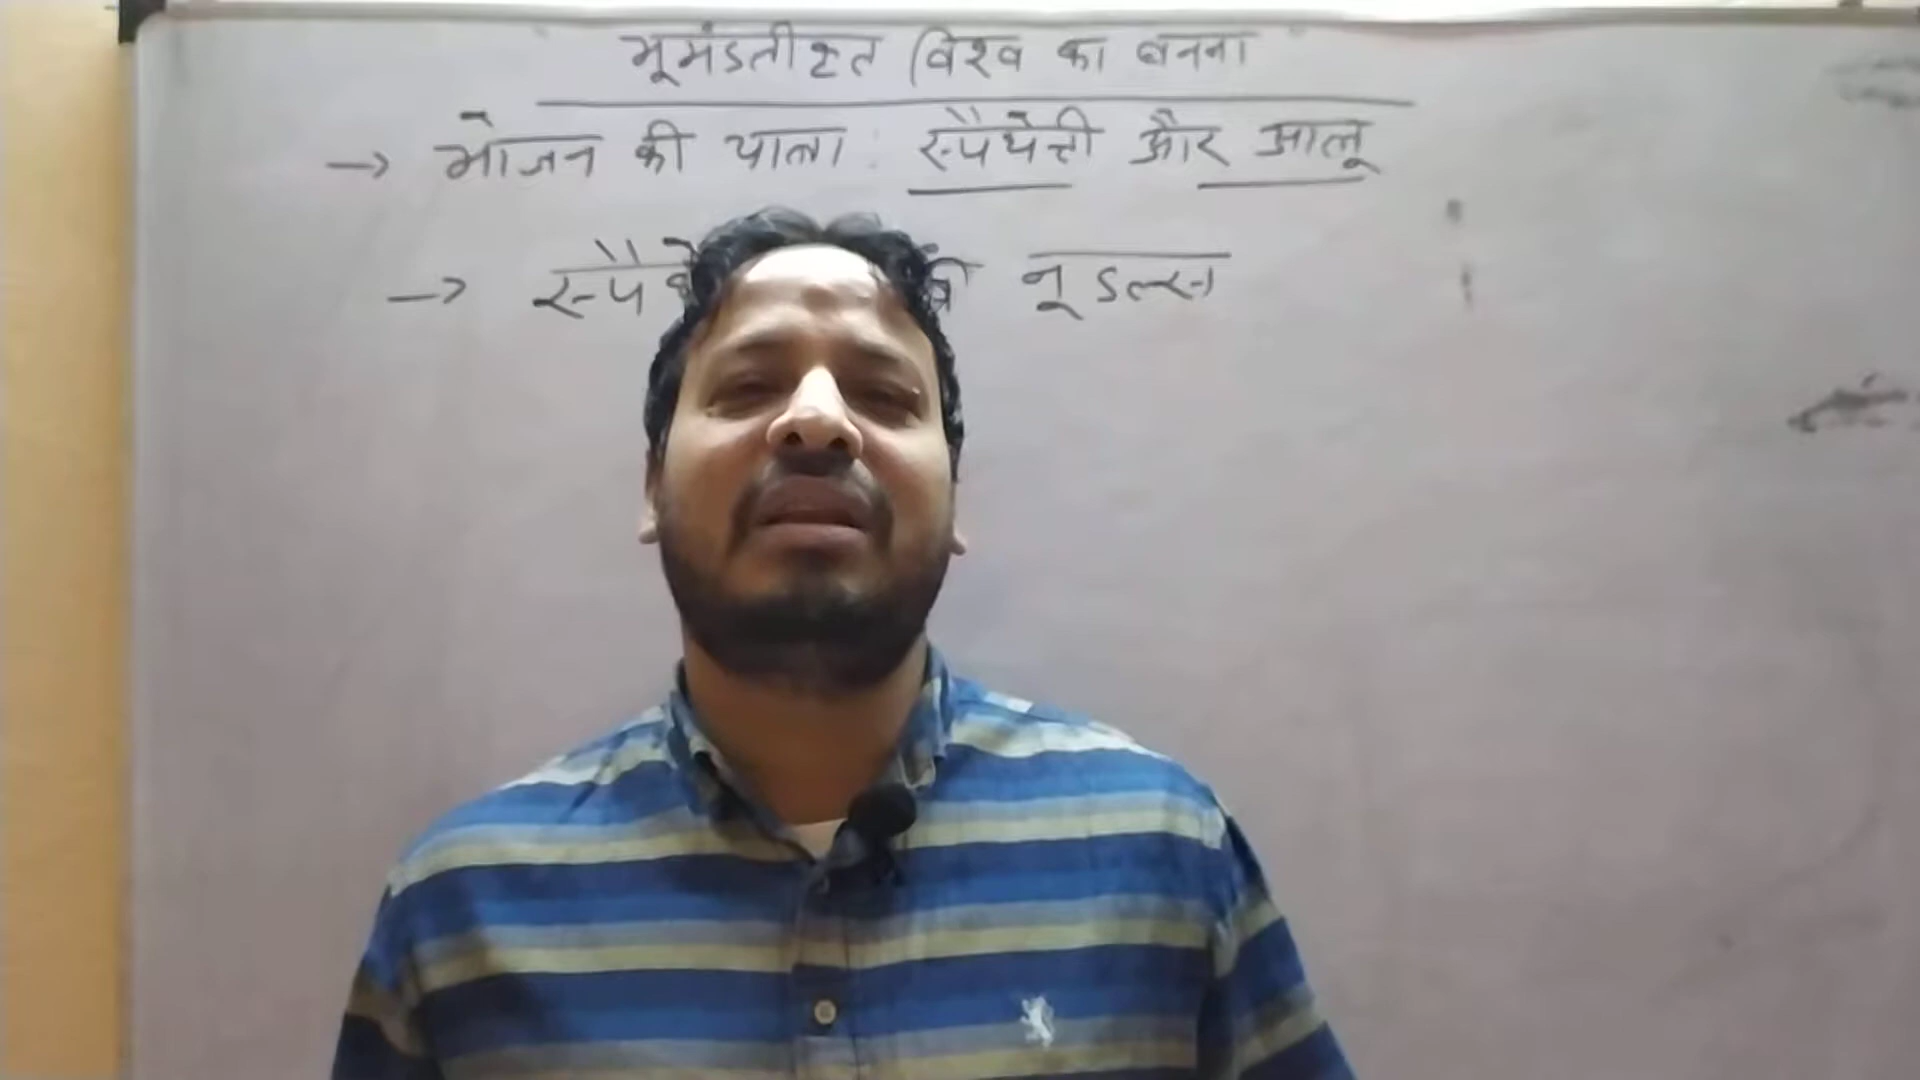 भूमंडलीकृत विश्व का बनना
→ भोजन की यात्रा : स्पैघेत्ती और आलू
→ नूडल्स